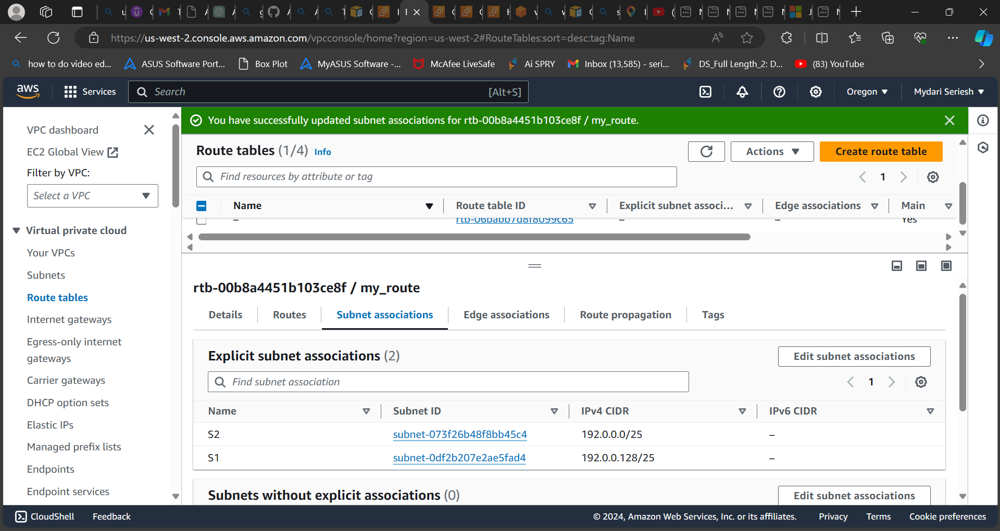 https://us-west-2.console.aws.amazon.com/vpcconsole/home?region=us-west-2#RouteTables:sort=desc:tag:Name
how to do video ed...
ASUS Software Port...
Box Plot
MyASUS Software -...
McAfee LiveSafe
Ai SPRY
Inbox (13,585) - seri...
DS_Full Length_2: D...
(83) YouTube
aws
Services
Search
[Alt+S]
Oregon
Mydari Seriesh
VPC dashboard
EC2 Global View
Filter by VPC:
Select a VPC
Virtual private cloud
Your VPCs
Subnets
Route tables
Internet gateways
Egress-only internet
gateways
Carrier gateways
DHCP option sets
Elastic IPs
Managed prefix lists
Endpoints
Endpoint services
You have successfully updated subnet associations for rtb-00b8a4451b103ce8f / my_route.
Route tables (1/4) Info
Actions
Create route table
Find resources by attribute or tag
1
Name
Route table ID
Explicit subnet associ...
Edge associations
Main
–
rtb-06babb7d8f8099c65
–
–
Yes
rtb-00b8a4451b103ce8f / my_route
Details
Routes
Subnet associations
Edge associations
Route propagation
Tags
Explicit subnet associations (2)
Edit subnet associations
Find subnet association
1
Name
Subnet ID
IPv4 CIDR
IPv6 CIDR
S2
subnet-073f26b48f8bb45c4
192.0.0.0/25
–
S1
subnet-0df2b207e2ae5fad4
192.0.0.128/25
–
Subnets without explicit associations (0)
Edit subnet associations
CloudShell
Feedback
© 2024, Amazon Web Services, Inc. or its affiliates.
Privacy
Terms
Cookie preferences